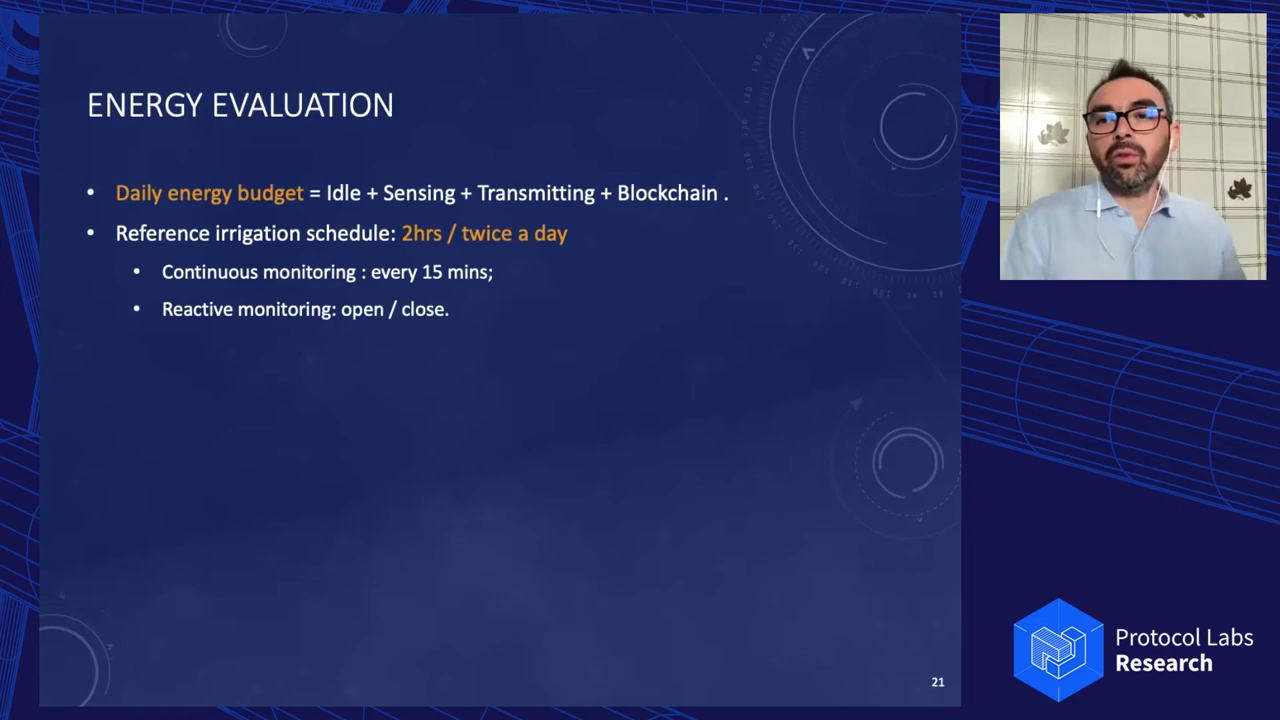 ENERGY EVALUATION
• Daily energy budget = Idle + Sensing + Transmitting + Blockchain .
• Reference irrigation schedule: 2hrs / twice a day
• Continuous monitoring : every 15 mins;
• Reactive monitoring: open / close.
21
Protocol Labs
Research